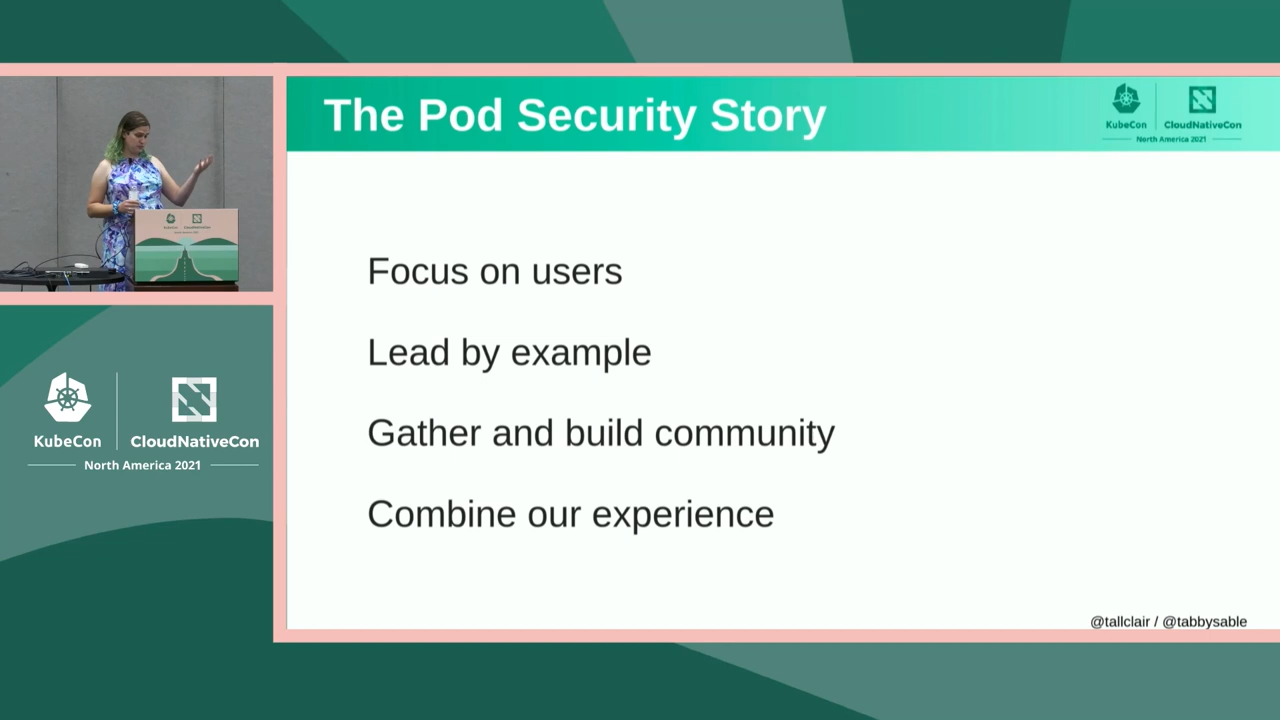 The Pod Security Story
KubeCon
CloudNativeCon
North America 2021
Focus on users
Lead by example
Gather and build community
Combine our experience
@tallclair / @tabbysable
KubeCon
CloudNativeCon
North America 2021